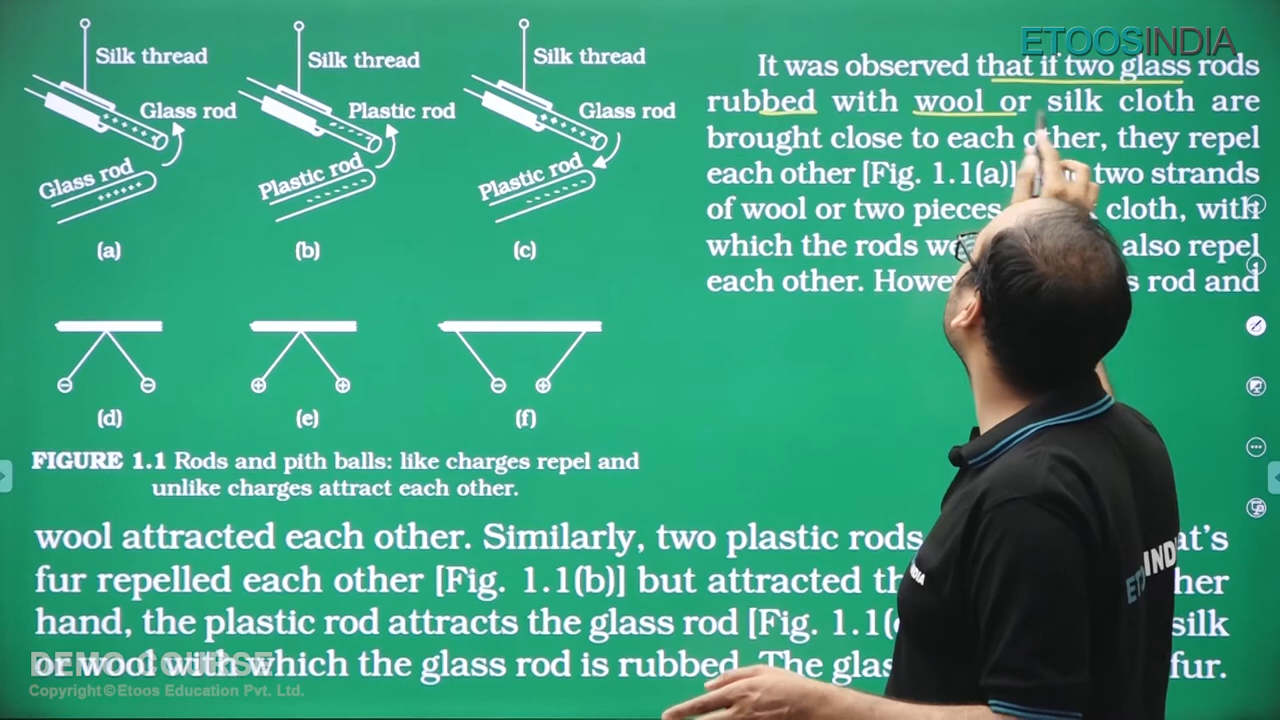 ETOOSINDIA
Silk thread
Glass rod
Glass rod
(a)
Silk thread
Plastic rod
Plastic rod
(b)
Silk thread
Glass rod
Plastic rod
(c)
(d)
(e)
(f)
FIGURE 1.1 Rods and pith balls: like charges repel and
unlike charges attract each other.
It was observed that if two glass rods
rubbed with wool or silk cloth are
brought close to each other, they repel
each other [Fig. 1.1(a)] two strands
of wool or two pieces cloth, with
which the rods also repel
each other. rod and
wool attracted each other. Similarly, two plastic rods
fur repelled each other [Fig. 1.1(b)] but attracted
hand, the plastic rod attracts the glass rod [Fig. 1.1( silk
or wool with which the glass rod is rubbed. The fur.
DEMO COURSE
Copyright©Etoos Education Pvt. Ltd.